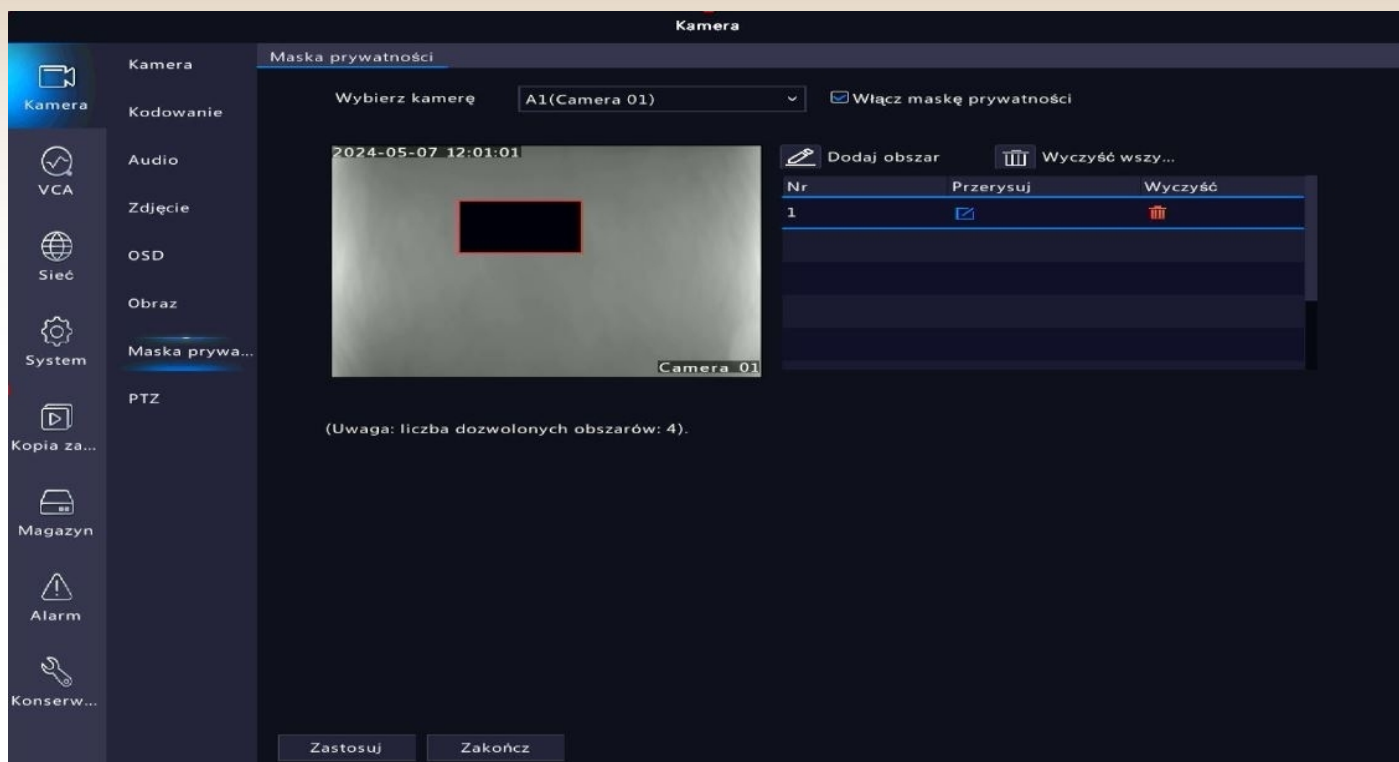 Kamera
Kamera
VCA
Sieć
System
Kopia za...
Magazyn
Alarm
Konserw...
Kamera
Kodowanie
Audio
Zdjęcie
OSD
Obraz
Maska prywa...
PTZ
Maska prywatności
Wybierz kamerę A1(Camera 01) Włącz maskę prywatności
2024-05-07 12:01:01
Camera 01
Dodaj obszar Wyczyść wszy...
Nr Przerysuj Wyczyść
1
(Uwaga: liczba dozwolonych obszarów: 4).
Zastosuj Zakończ